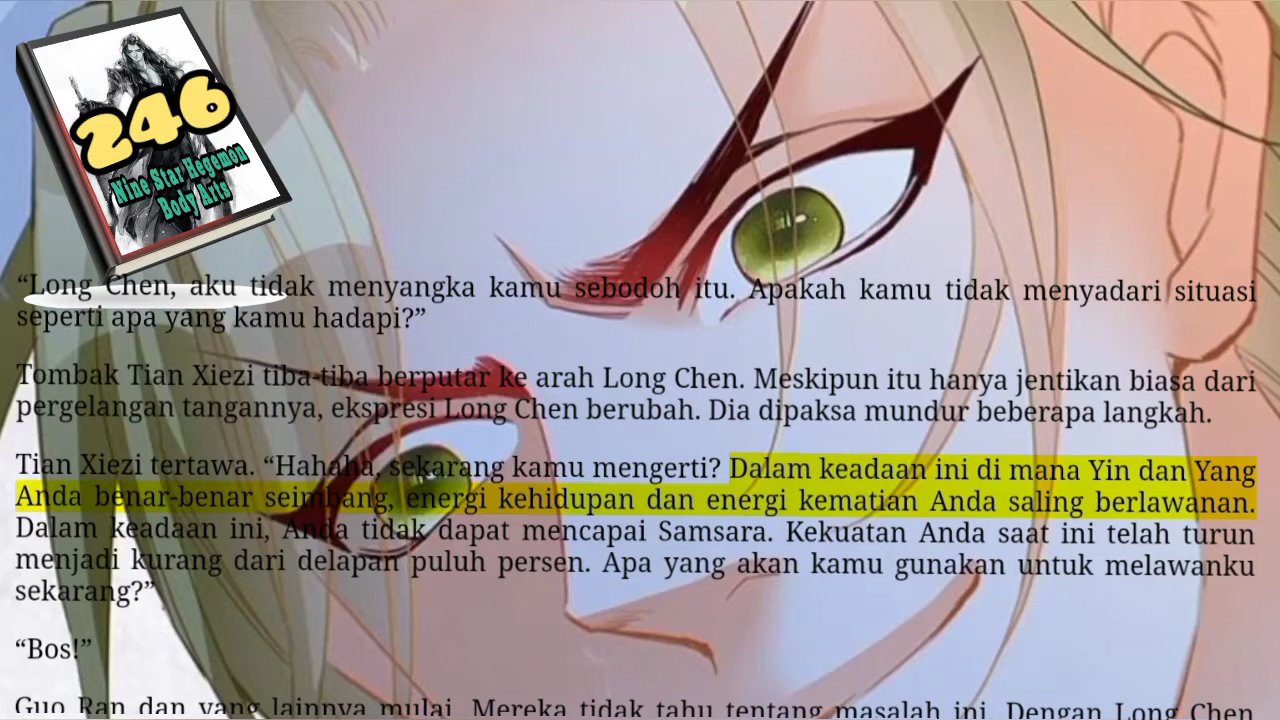 246
Nine Star Hegemon
Body Arts
“Long Chen, aku tidak menyangka kamu sebodoh itu. Apakah kamu tidak menyadari situasi
seperti apa yang kamu hadapi?”
Tombak Tian Xiezi tiba-tiba berputar ke arah Long Chen. Meskipun itu hanya jentikan biasa dari
pergelangan tangannya, ekspresi Long Chen berubah. Dia dipaksa mundur beberapa langkah.
Tian Xiezi tertawa. “Hahaha, sekarang kamu mengerti? Dalam keadaan ini di mana Yin dan Yang
Anda benar-benar seimbang, energi kehidupan dan energi kematian Anda saling berlawanan.
Dalam keadaan ini, Anda tidak dapat mencapai Samsara. Kekuatan Anda saat ini telah turun
menjadi kurang dari delapan puluh persen. Apa yang akan kamu gunakan untuk melawanku
sekarang?”
“Bos!”
Guo Ran dan yang lainnya mulai. Mereka tidak tahu tentang masalah ini. Dengan Long Chen